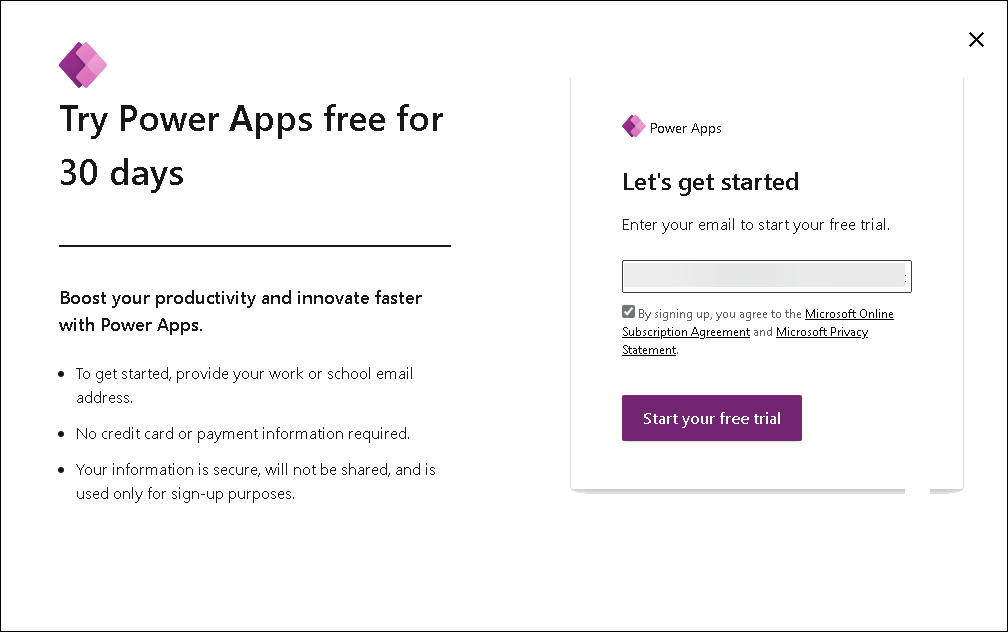 Try Power Apps free for
30 days
Boost your productivity and innovate faster
with Power Apps.
To get started, provide your work or school email
address.
No credit card or payment information required.
Your information is secure, will not be shared, and is
used only for sign-up purposes.
Power Apps
Let's get started
Enter your email to start your free trial.
By signing up, you agree to the Microsoft Online
Subscription Agreement and Microsoft Privacy
Statement.
Start your free trial